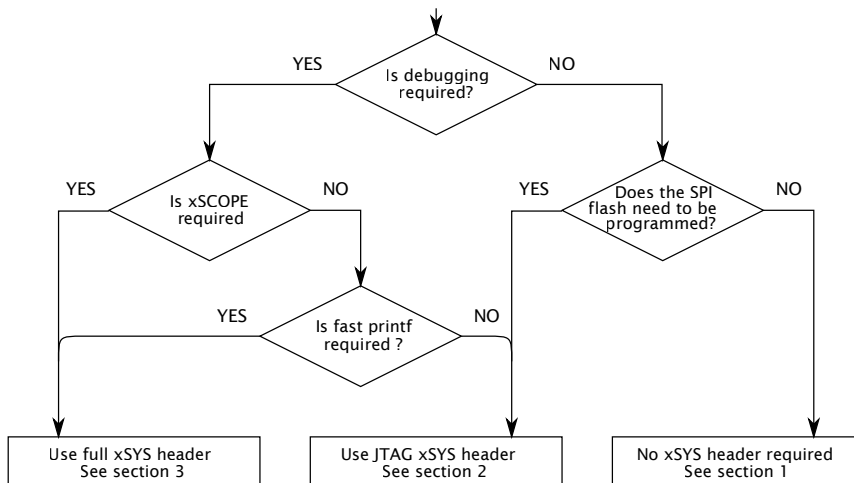 YES
Is debugging
required?
NO
YES
Is xSCOPE
required
NO
YES
Does the SPI
flash need to be
programmed?
NO
YES
Is fast printf
required ?
NO
Use full xSYS header
See section 3
Use JTAG xSYS header
See section 2
No xSYS header required
See section 1